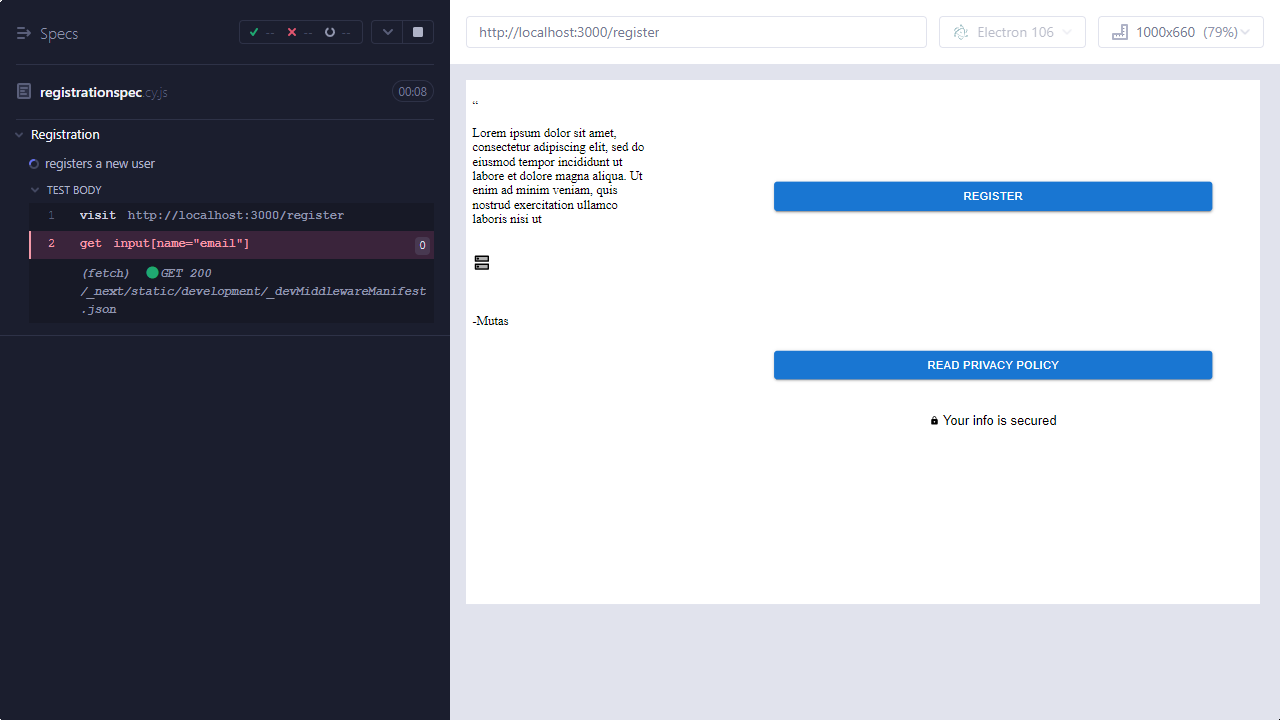 Specs
-- -- --
registrationspec.cy.js 00:08
Registration
registers a new user
TEST BODY
1 visit http://localhost:3000/register
2 get input[name="email"] 0
(fetch) GET 200
/_next/static/development/_devMiddlewareManifest
.json
http://localhost:3000/register
Electron 106
1000x660 (79%)
“
Lorem ipsum dolor sit amet,
consectetur adipiscing elit, sed do
eiusmod tempor incididunt ut
labore et dolore magna aliqua. Ut
enim ad minim veniam, quis
nostrud exercitation ullamco
laboris nisi ut
-Mutas
REGISTER
READ PRIVACY POLICY
Your info is secured